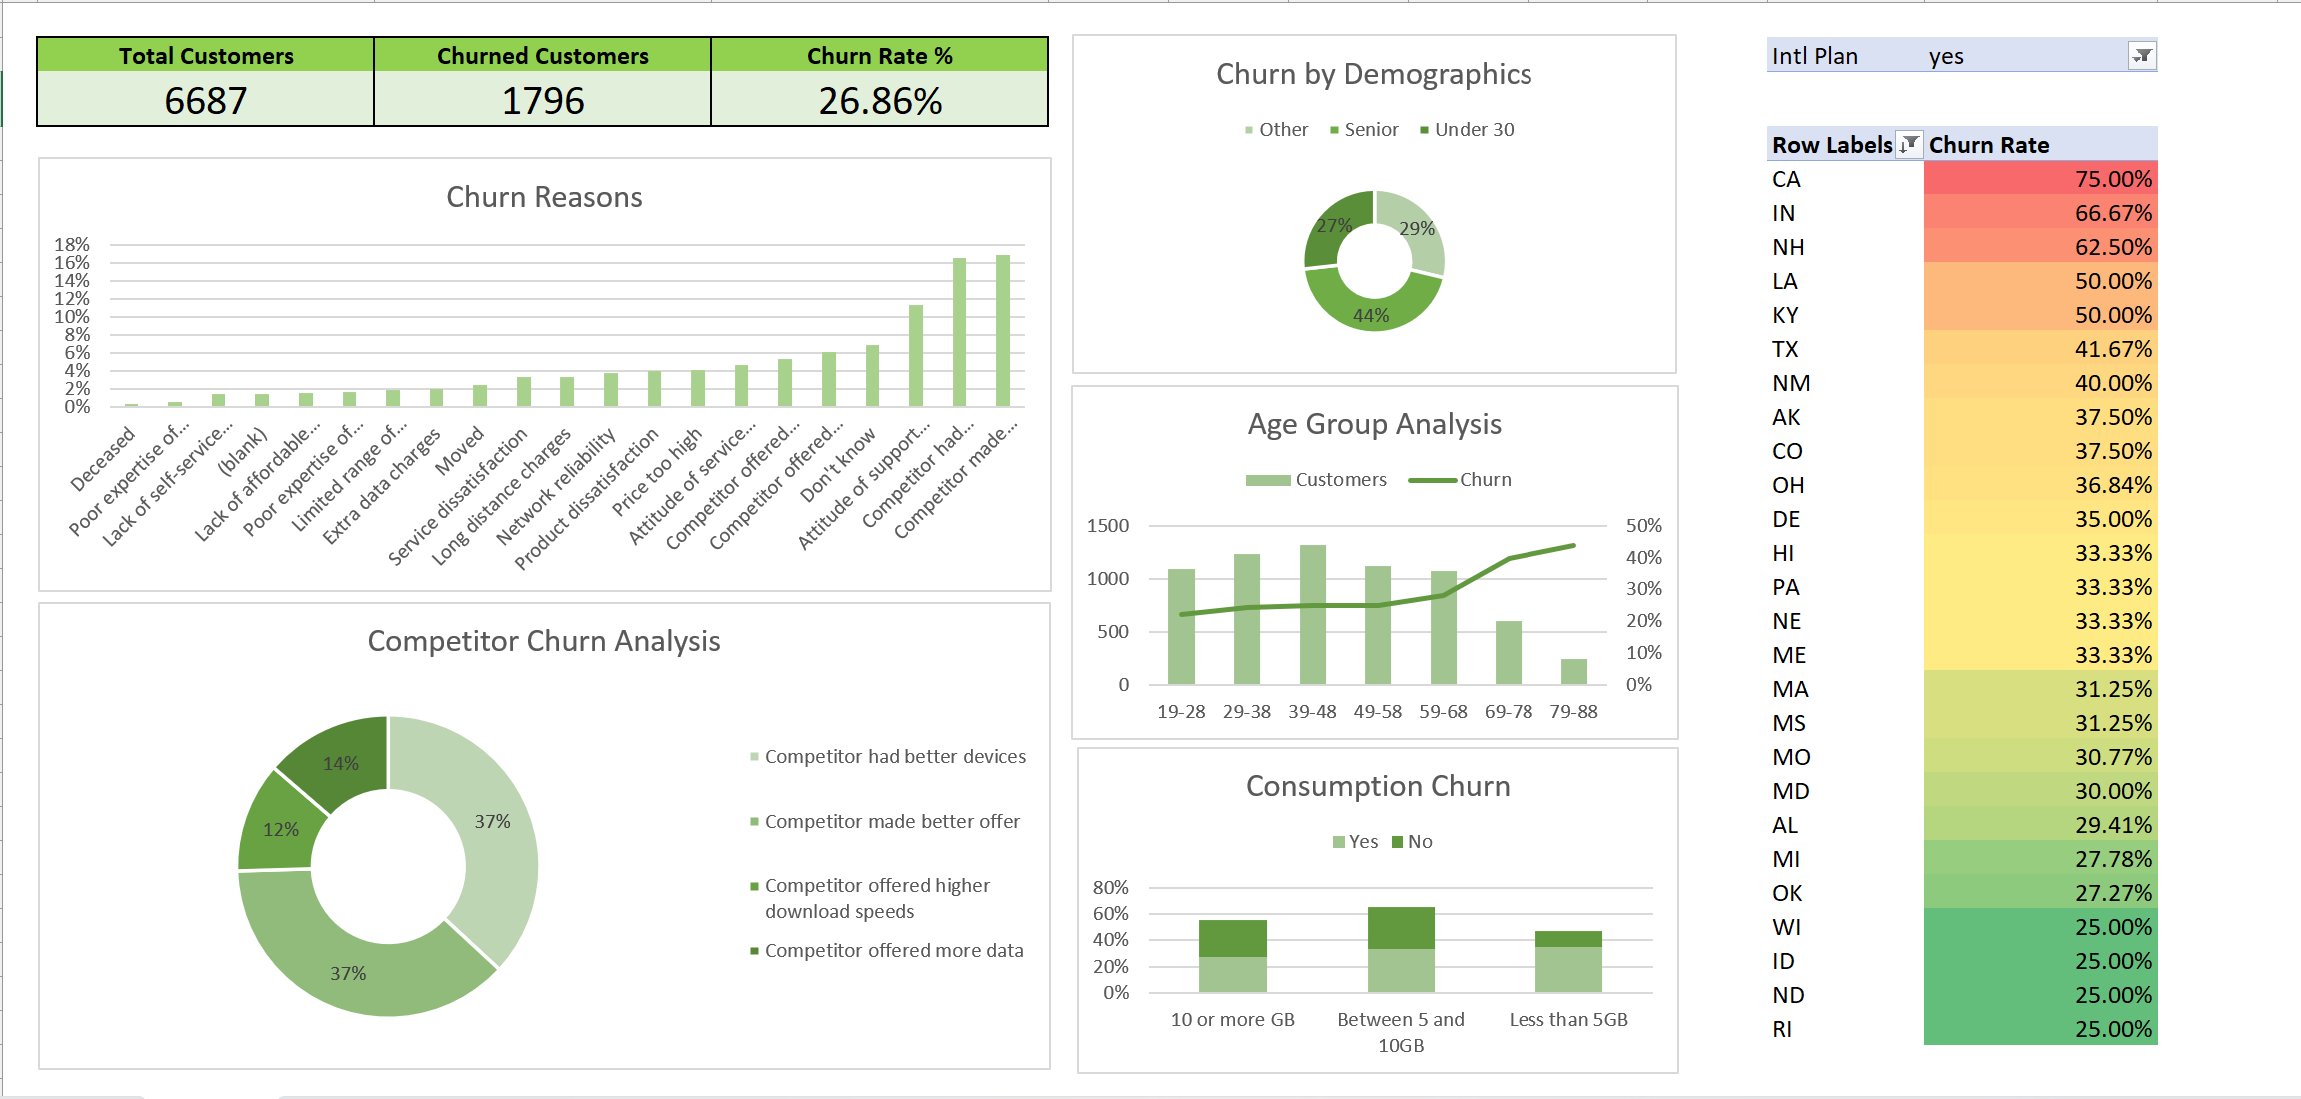 Total Customers Churned Customers Churn Rate %
6687 1796 26.86%
Churn Reasons
18%
16%
14%
12%
10%
8%
6%
4%
2%
0%
Deceased
Poor expertise of...
Lack of self-service...
(blank)
Lack of affordable...
Poor expertise of...
Limited range of...
Extra data charges
Moved
Service dissatisfaction
Long distance charges
Network reliability
Product dissatisfaction
Price too high
Attitude of service...
Competitor offered...
Competitor offered...
Don't know
Attitude of support...
Competitor had...
Competitor made...
Competitor Churn Analysis
14%
37%
12%
37%
Competitor had better devices
Competitor made better offer
Competitor offered higher
download speeds
Competitor offered more data
Churn by Demographics
Other Senior Under 30
27% 29%
44%
Age Group Analysis
Customers Churn
1500 50%
40%
1000
30%
500 20%
10%
0 0%
19-28 29-38 39-48 49-58 59-68 69-78 79-88
Consumption Churn
Yes No
80%
60%
40%
20%
0%
10 or more GB Between 5 and Less than 5GB
10GB
Intl Plan yes
Row Labels Churn Rate
CA 75.00%
IN 66.67%
NH 62.50%
LA 50.00%
KY 50.00%
TX 41.67%
NM 40.00%
AK 37.50%
CO 37.50%
OH 36.84%
DE 35.00%
HI 33.33%
PA 33.33%
NE 33.33%
ME 33.33%
MA 31.25%
MS 31.25%
MO 30.77%
MD 30.00%
AL 29.41%
MI 27.78%
OK 27.27%
WI 25.00%
ID 25.00%
ND 25.00%
RI 25.00%